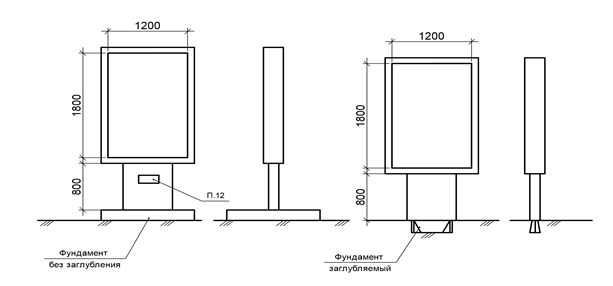 1200
1800
800
П.12
Фундамент
без заглубления
1200
1800
800
Фундамент
заглубляемый